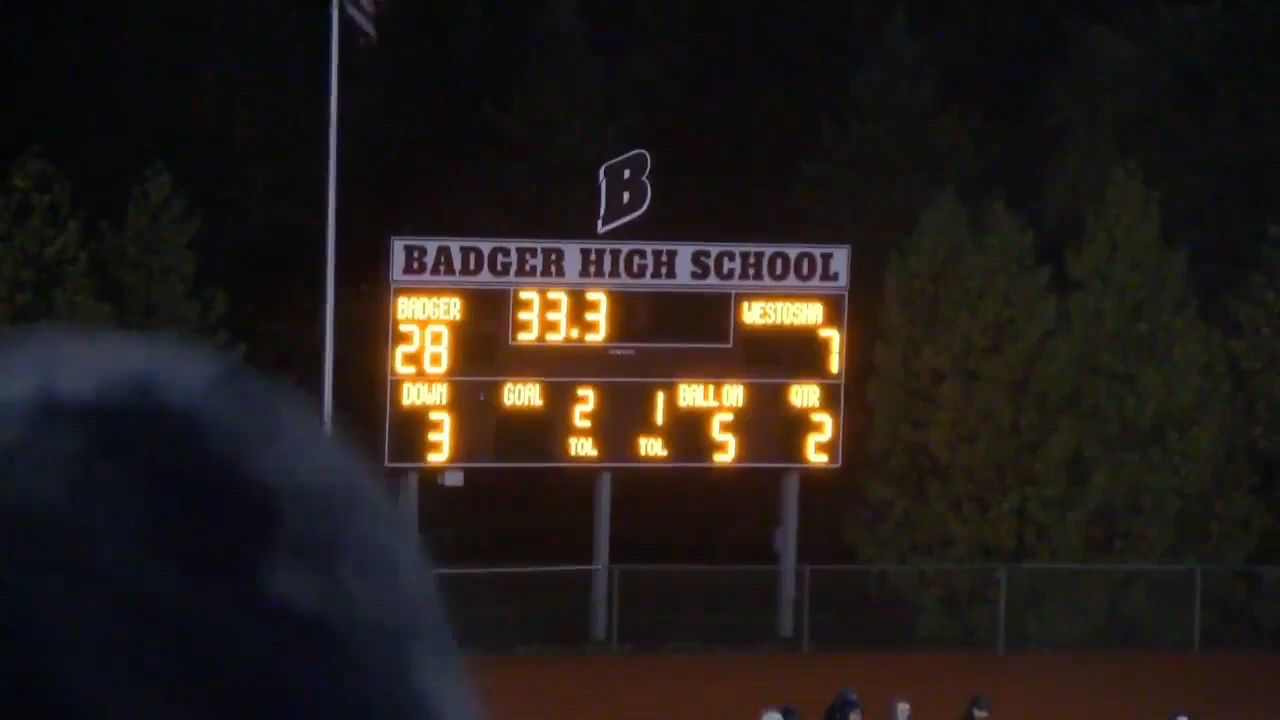 B
BADGER HIGH SCHOOL
BADGER 33.3 WESTOSHA
28 7
DOWN GOAL 2 1 BALL ON QTR
3 TOL TOL 5 2